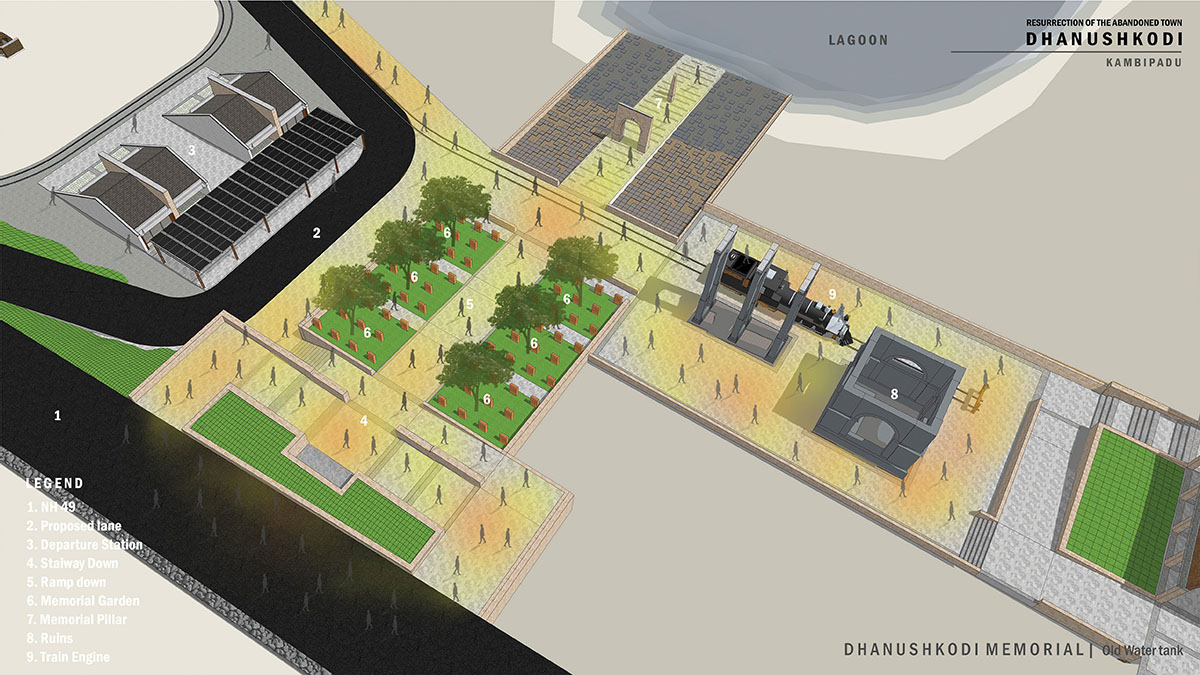 RESURRECTION OF THE ABANDONED TOWN
DHANUSHKODI
KAMBIPADU
LAGOON
7
3
2
6
6
5
6
6
6
6
9
8
1
4
LEGEND
1. NH 49
2. Proposed lane
3. Departure Station
4. Staiway Down
5. Ramp down
6. Memorial Garden
7. Memorial Pillar
8. Ruins
9. Train Engine
DHANUSHKODI MEMORIAL | Old Water tank